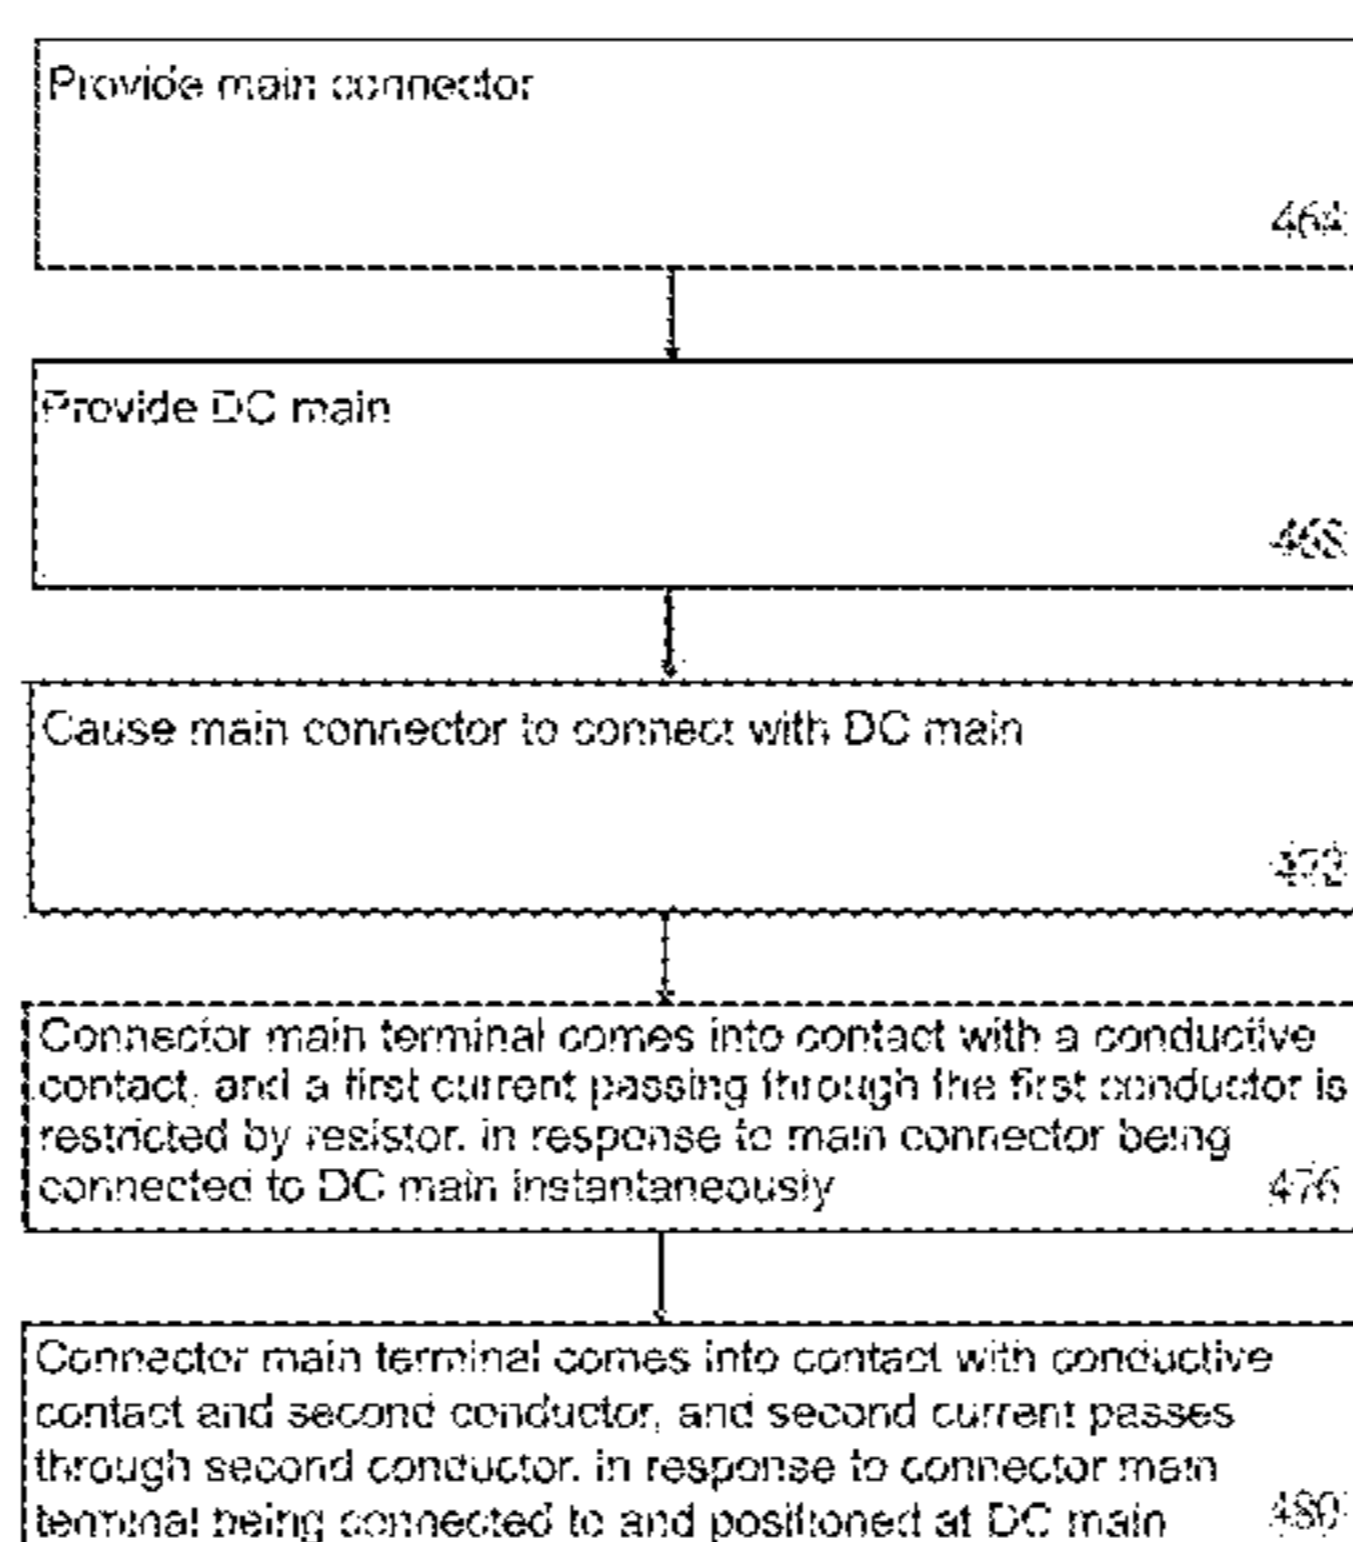 Provide main connector
464
Provide DC main
468
Cause main connector to connect with DC main
472
Connector main terminal comes into contact with a conductive
contact, and a first current passing through the first conductor is
restricted by resistor. in response to main connector being
connected to DC main instantaneously 476
Connector main terminal comes into contact with conductive
contact and second conductor, and second current passes
through second conductor. in response to connector main
terminal being connected to and positioned at DC main 480